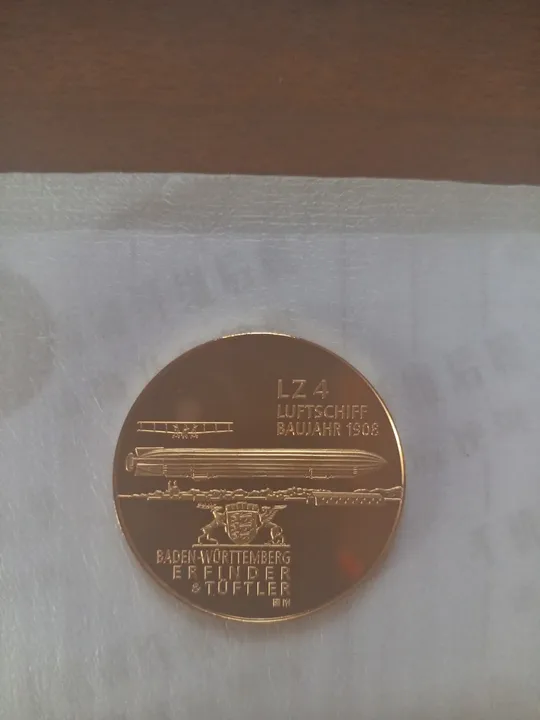 LZ 4
LUFTSCHIFF
BAUJAHR 1908
BADEN-WÜRTTEMBERG
ERFINDER
& TÜFTLER